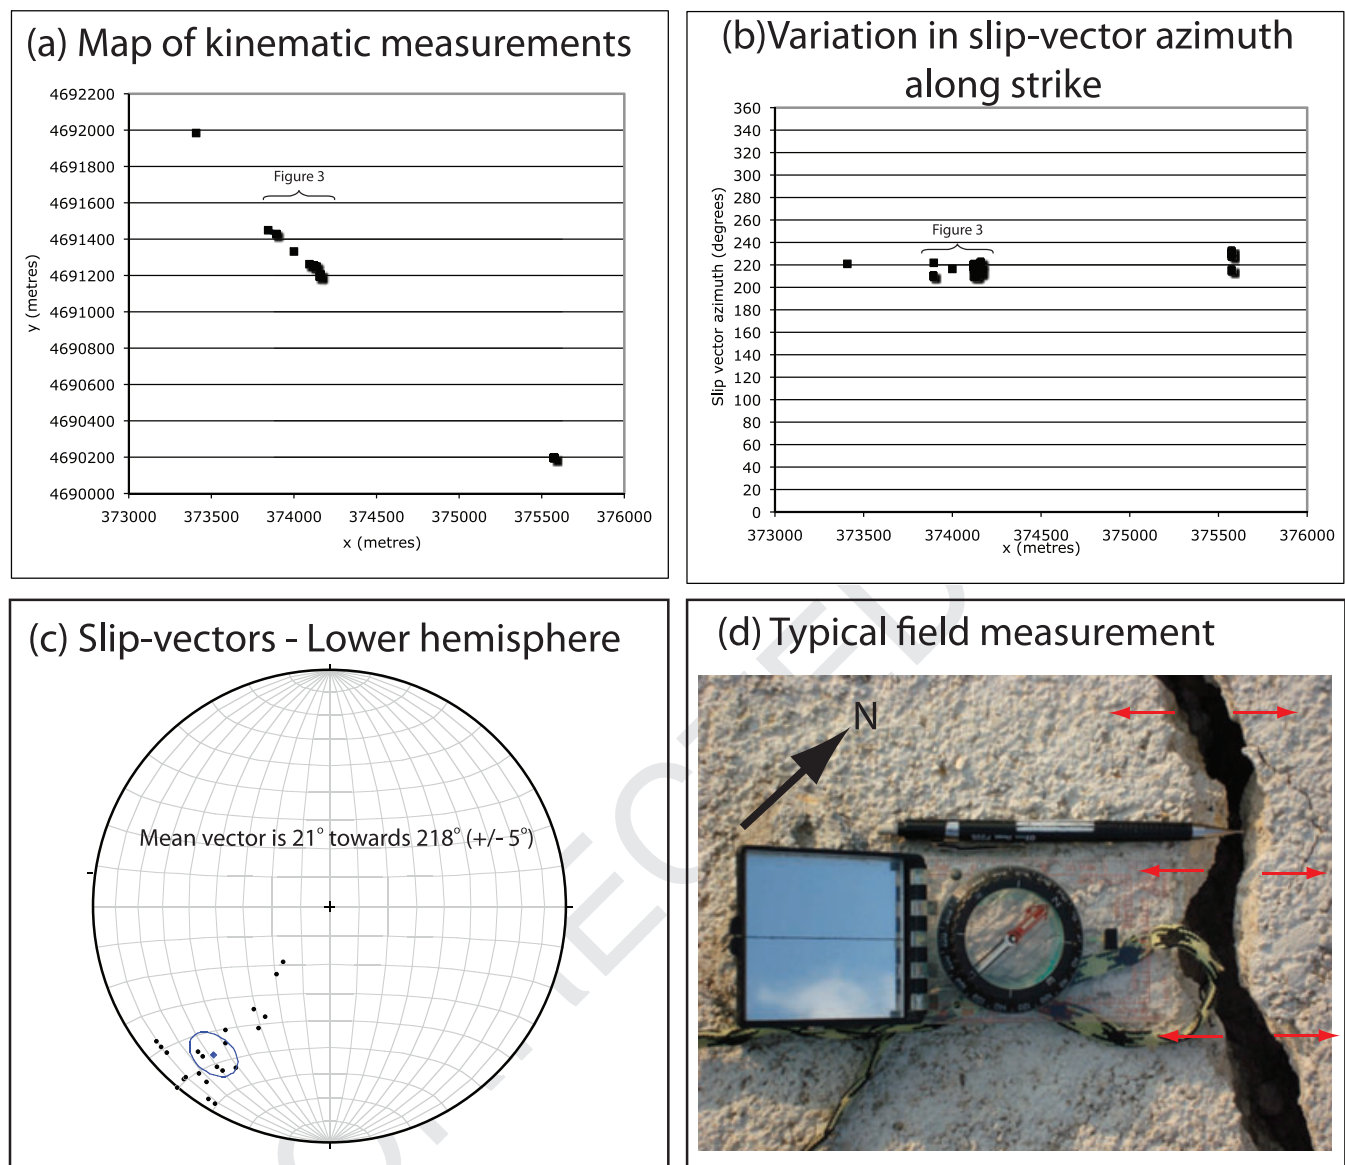 (a) Map of kinematic measurements
4692200
4692000
4691800
4691600
4691400
4691200
4691000
4690800
4690600
4690400
4690200
4690000
y (metres)
Figure 3
373000 373500 374000 374500 375000 375500 376000
x (metres)
(b)Variation in slip-vector azimuth
along strike
360
340
320
300
280
260
240
220
200
180
160
140
120
100
80
60
40
20
0
Slip vector azimuth (degrees)
Figure 3
373000 373500 374000 374500 375000 375500 376000
x (metres)
(c) Slip-vectors - Lower hemisphere
Mean vector is 21° towards 218° (+/- 5°)
(d) Typical field measurement
N